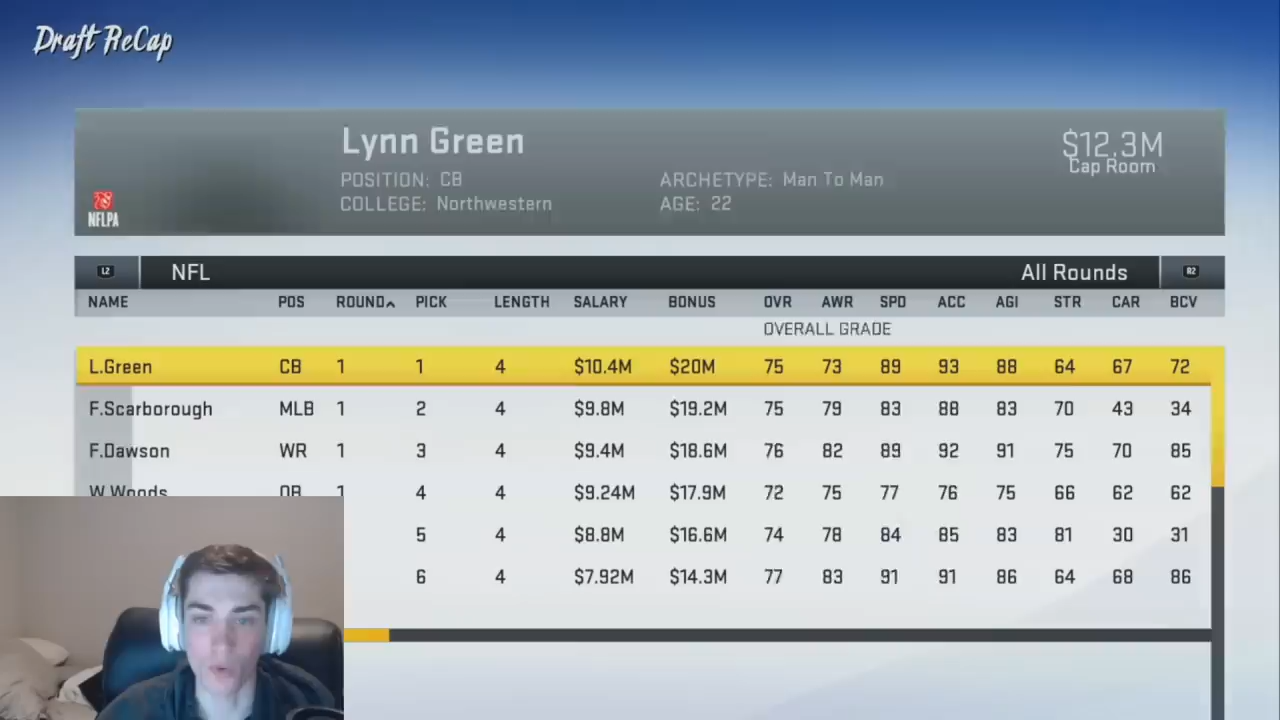 Draft ReCap
Lynn Green
POSITION: CB
COLLEGE: Northwestern
ARCHETYPE: Man To Man
AGE: 22
$12.3M
Cap Room
NFLPA
L2 NFL All Rounds R2
NAME POS ROUND PICK LENGTH SALARY BONUS OVR AWR SPD ACC AGI STR CAR BCV
OVERALL GRADE
L.Green CB 1 1 4 $10.4M $20M 75 73 89 93 88 64 67 72
F.Scarborough MLB 1 2 4 $9.8M $19.2M 75 79 83 88 83 70 43 34
F.Dawson WR 1 3 4 $9.4M $18.6M 76 82 89 92 91 75 70 85
W.Woods QB 1 4 4 $9.24M $17.9M 72 75 77 76 75 66 62 62
5 4 $8.8M $16.6M 74 78 84 85 83 81 30 31
6 4 $7.92M $14.3M 77 83 91 91 86 64 68 86